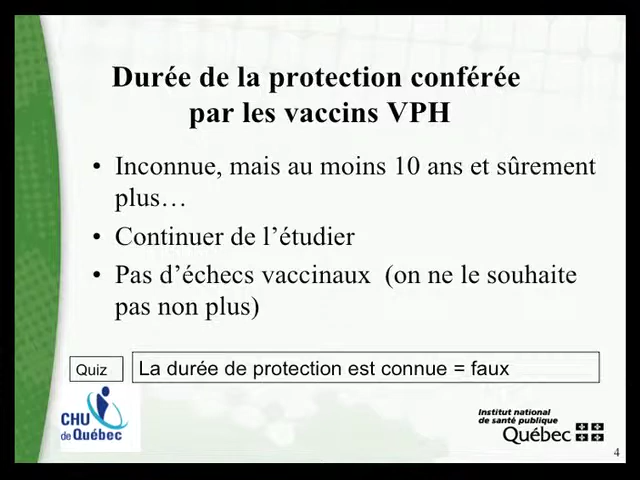 Durée de la protection conférée
par les vaccins VPH
• Inconnue, mais au moins 10 ans et sûrement
plus…
• Continuer de l’étudier
• Pas d’échecs vaccinaux (on ne le souhaite
pas non plus)
Quiz
La durée de protection est connue = faux
CHU
de Québec
Institut national
de santé publique
Québec
4